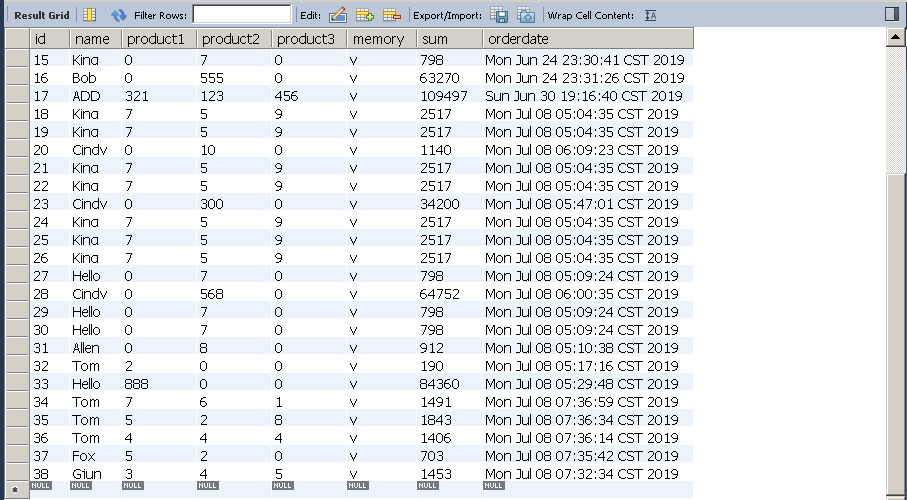 Result Grid Filter Rows: Edit: Export/Import: Wrap Cell Content:
id name product1 product2 product3 memory sum orderdate
15 King 0 7 0 v 798 Mon Jun 24 23:30:41 CST 2019
16 Bob 0 555 0 v 63270 Mon Jun 24 23:31:26 CST 2019
17 ADD 321 123 456 v 109497 Sun Jun 30 19:16:40 CST 2019
18 King 7 5 9 v 2517 Mon Jul 08 05:04:35 CST 2019
19 King 7 5 9 v 2517 Mon Jul 08 05:04:35 CST 2019
20 Cindy 0 10 0 v 1140 Mon Jul 08 06:09:23 CST 2019
21 King 7 5 9 v 2517 Mon Jul 08 05:04:35 CST 2019
22 King 7 5 9 v 2517 Mon Jul 08 05:04:35 CST 2019
23 Cindy 0 300 0 v 34200 Mon Jul 08 05:47:01 CST 2019
24 King 7 5 9 v 2517 Mon Jul 08 05:04:35 CST 2019
25 King 7 5 9 v 2517 Mon Jul 08 05:04:35 CST 2019
26 King 7 5 9 v 2517 Mon Jul 08 05:04:35 CST 2019
27 Hello 0 7 0 v 798 Mon Jul 08 05:09:24 CST 2019
28 Cindy 0 568 0 v 64752 Mon Jul 08 06:00:35 CST 2019
29 Hello 0 7 0 v 798 Mon Jul 08 05:09:24 CST 2019
30 Hello 0 7 0 v 798 Mon Jul 08 05:09:24 CST 2019
31 Allen 0 8 0 v 912 Mon Jul 08 05:10:38 CST 2019
32 Tom 2 0 0 v 190 Mon Jul 08 05:17:16 CST 2019
33 Hello 888 0 0 v 84360 Mon Jul 08 05:29:48 CST 2019
34 Tom 7 6 1 v 1491 Mon Jul 08 07:36:59 CST 2019
35 Tom 5 2 8 v 1843 Mon Jul 08 07:36:34 CST 2019
36 Tom 4 4 4 v 1406 Mon Jul 08 07:36:14 CST 2019
37 Fox 5 2 0 v 703 Mon Jul 08 07:35:42 CST 2019
38 Gjun 3 4 5 v 1453 Mon Jul 08 07:32:34 CST 2019
* NULL NULL NULL NULL NULL NULL NULL NULL